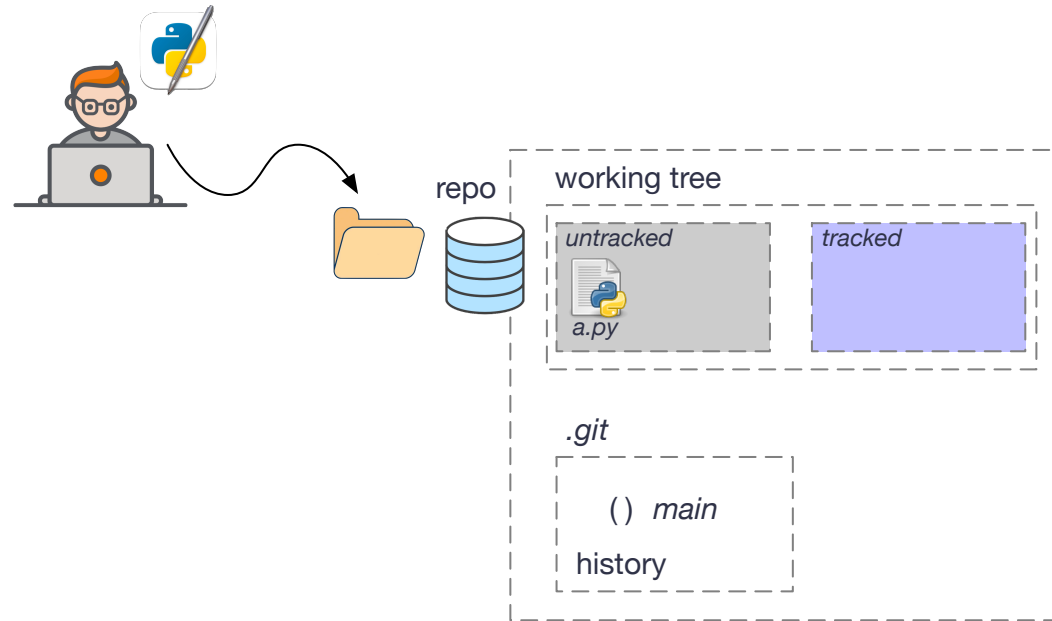 repo
working tree
untracked
tracked
a.py
.git
( ) main
history